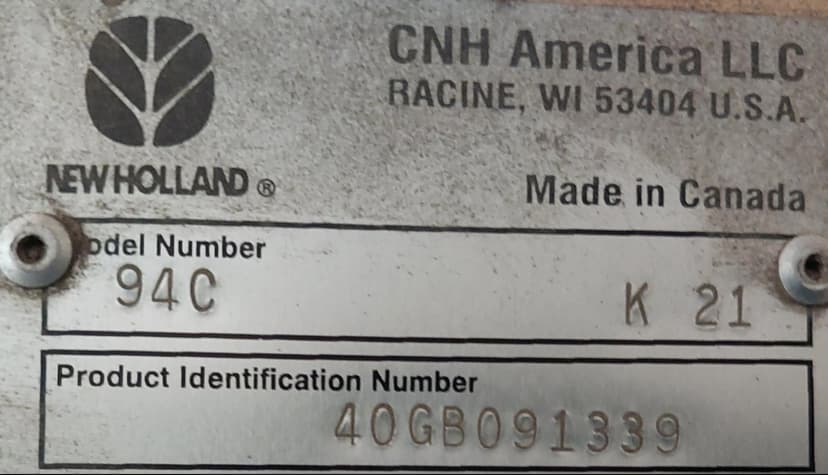 CNH America LLC
RACINE, WI 53404 U.S.A.
NEW HOLLAND ®
Made in Canada
odel Number
94C K 21
Product Identification Number
40GB091339